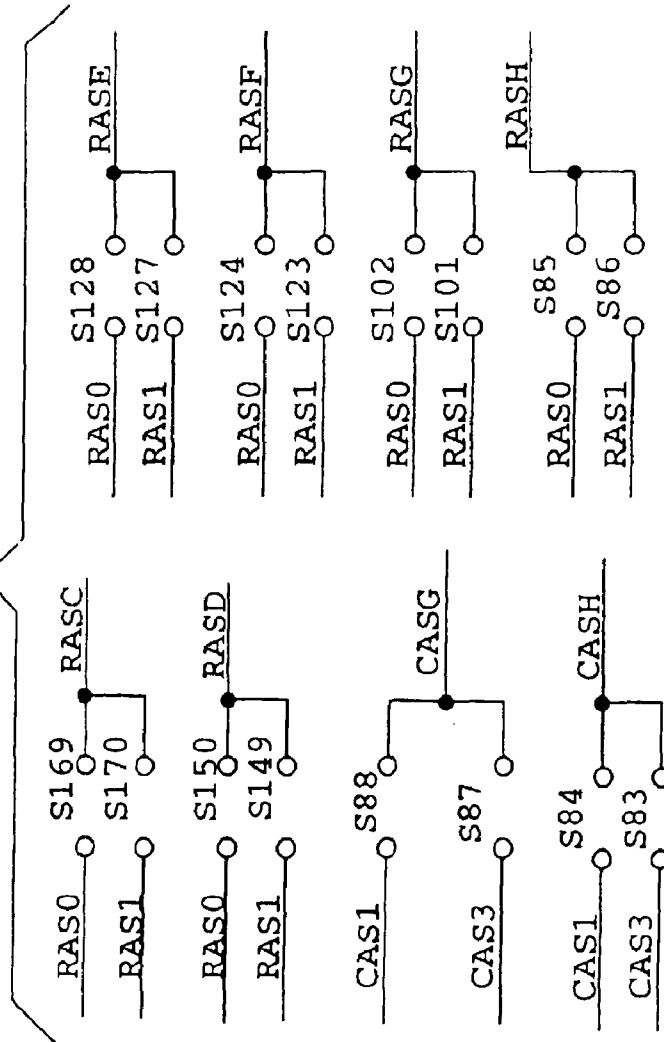 RAS0 S169 RASC
RAS1 S170
RAS0 S150 RASD
RAS1 S149
CAS1 S88 CASG
CAS3 S87
CAS1 S84 CASH
CAS3 S83
RAS0 S128 RASE
RAS1 S127
RAS0 S124 RASF
RAS1 S123
RAS0 S102 RASG
RAS1 S101
RAS0 S85 RASH
RAS1 S86